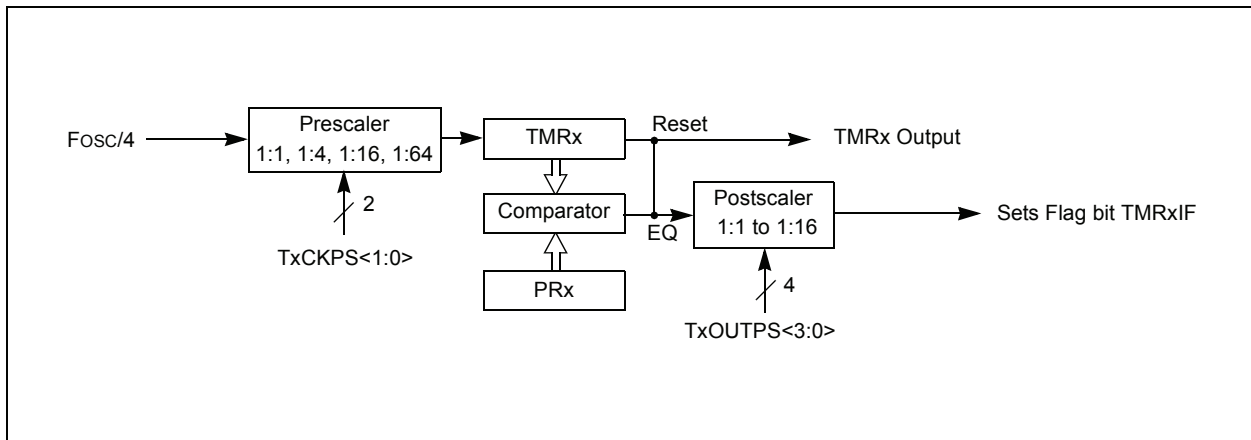 FOSC/4
Prescaler
1:1, 1:4, 1:16, 1:64
2
TxCKPS<1:0>
TMRx
Reset
TMRx Output
Comparator
EQ
PRx
Postscaler
1:1 to 1:16
4
TxOUTPS<3:0>
Sets Flag bit TMRxIF